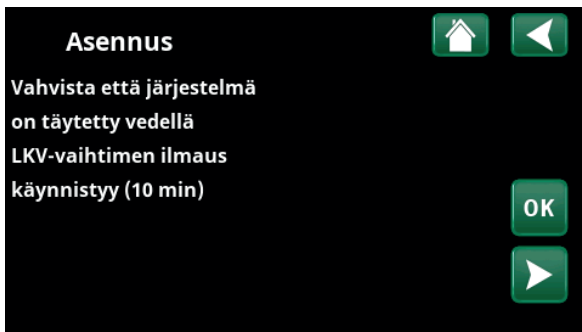 Asennus
Vahvista että järjestelmä
on täytetty vedellä
LKV-vaihtimen ilmaus
käynnistyy (10 min)
OK